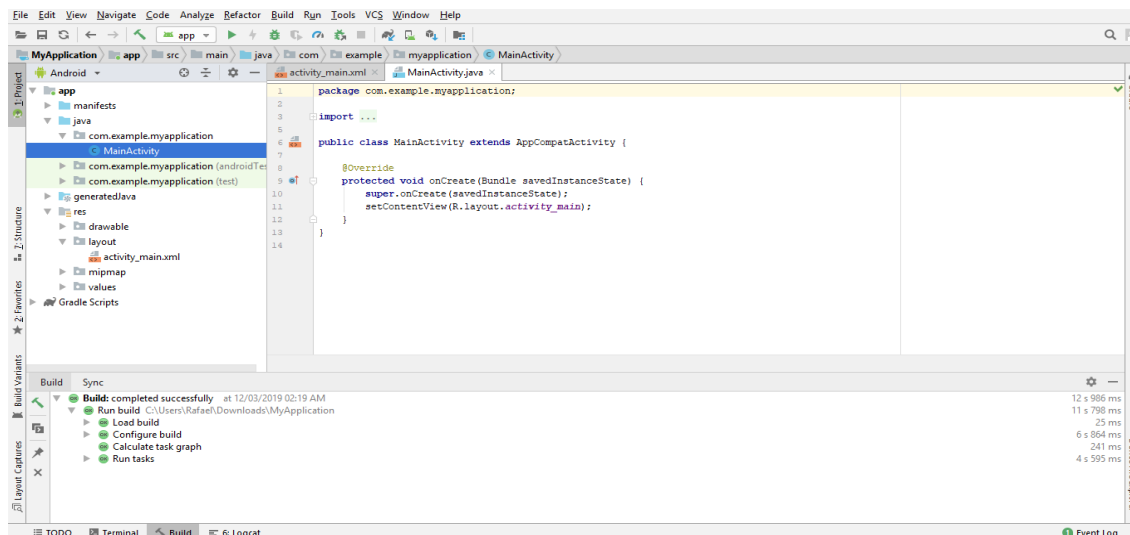 File Edit View Navigate Code Analyze Refactor Build Run Tools VCS Window Help
app
MyApplication app src main java com example myapplication MainActivity
Android
activity_main.xml
MainActivity.java
1: Project
7: Structure
2: Favorites
Build Variants
Layout Captures
app
manifests
java
com.example.myapplication
MainActivity
com.example.myapplication (androidTes
com.example.myapplication (test)
generatedJava
res
drawable
layout
activity_main.xml
mipmap
values
Gradle Scripts
1 package com.example.myapplication;
2
3 import ...
5
6 public class MainActivity extends AppCompatActivity {
7
8 @Override
9 protected void onCreate(Bundle savedInstanceState) {
10 super.onCreate(savedInstanceState);
11 setContentView(R.layout.activity_main);
12 }
13 }
14
Build Sync
Build: completed successfully at 12/03/2019 02:19 AM 12 s 986 ms
Run build C:\Users\Rafael\Downloads\MyApplication 11 s 798 ms
Load build 25 ms
Configure build 6 s 864 ms
Calculate task graph 241 ms
Run tasks 4 s 595 ms
TODO Terminal Build 6: Logcat 1 Event Log